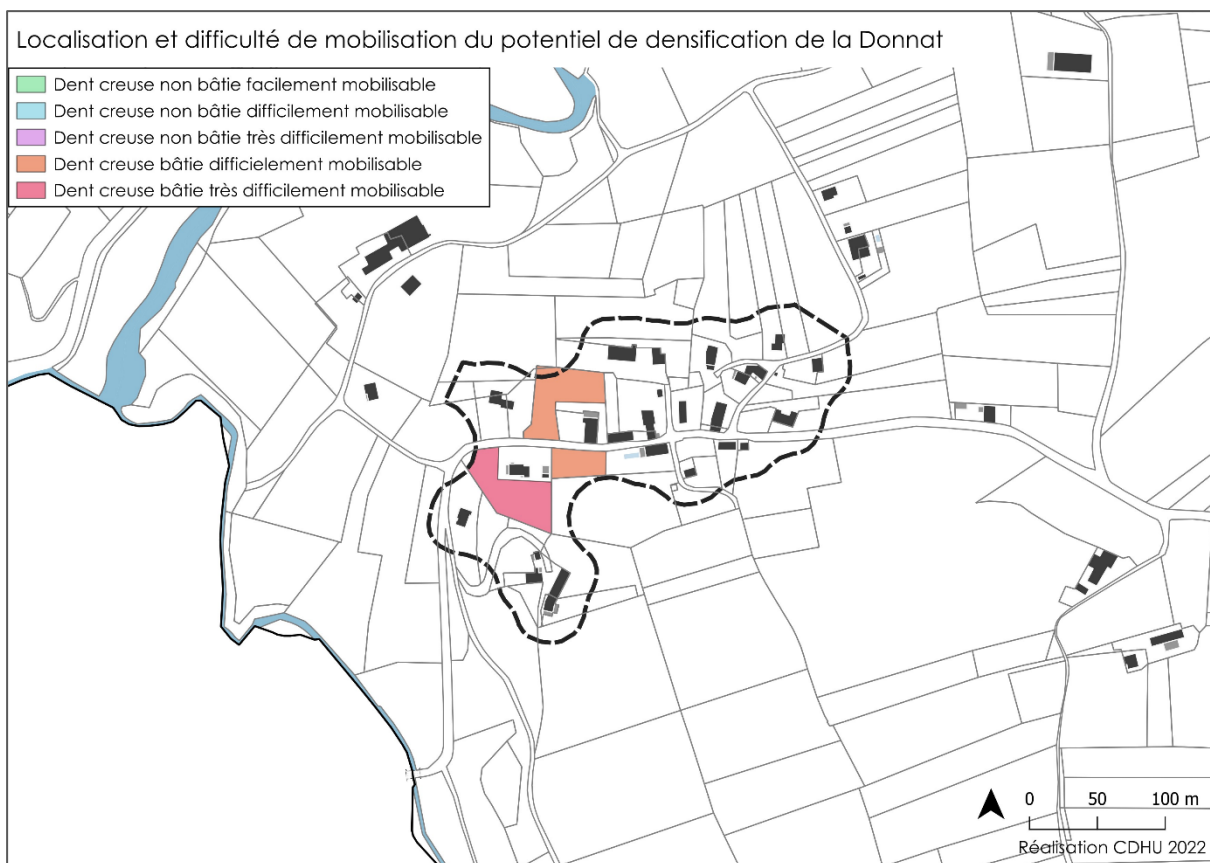 Localisation et difficulté de mobilisation du potentiel de densification de la Donnat
Dent creuse non bâtie facilement mobilisable
Dent creuse non bâtie difficilement mobilisable
Dent creuse non bâtie très difficilement mobilisable
Dent creuse bâtie difficielement mobilisable
Dent creuse bâtie très difficilement mobilisable
0 50 100 m
Réalisation CDHU 2022